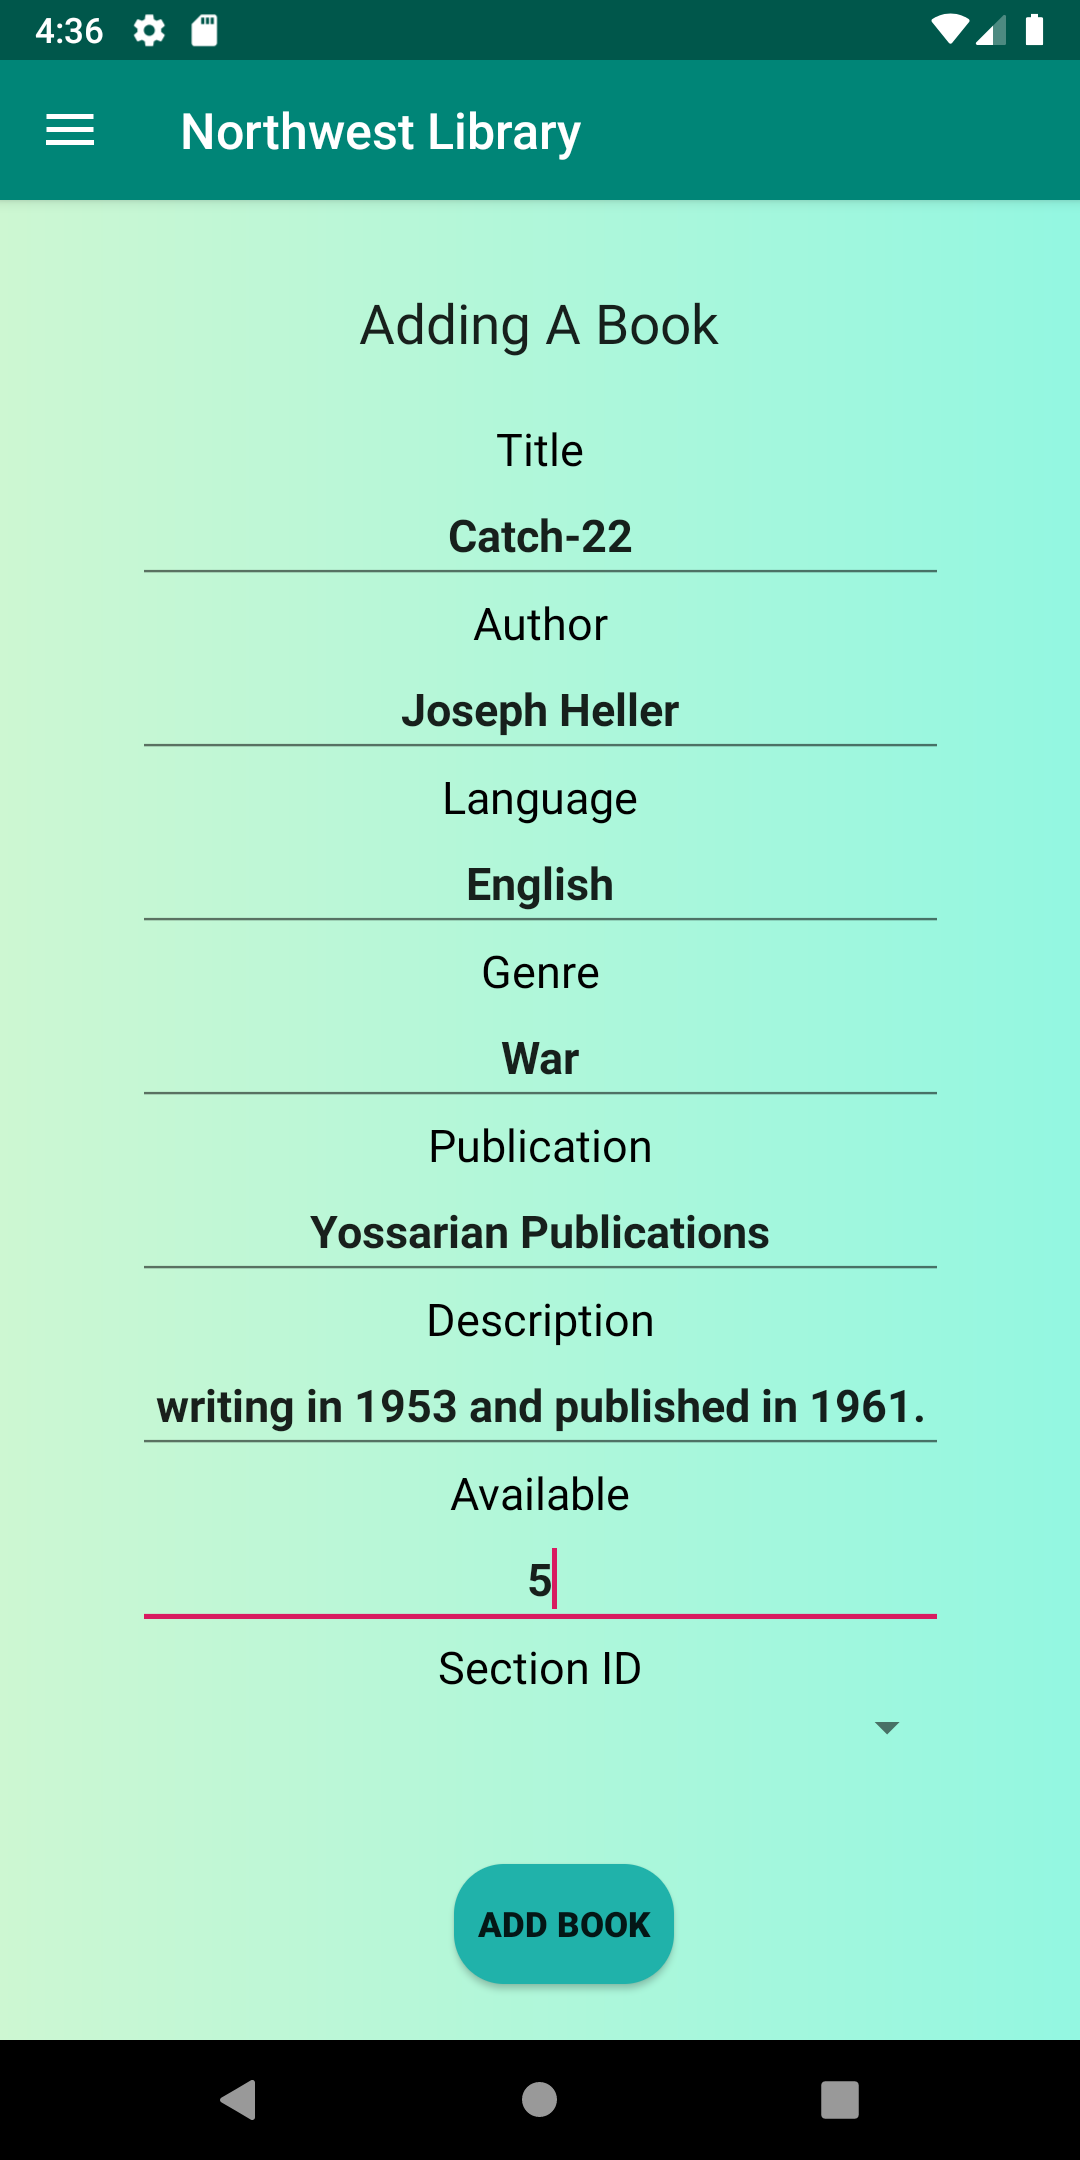 4:36
Northwest Library
Adding A Book
Title
Catch-22
Author
Joseph Heller
Language
English
Genre
War
Publication
Yossarian Publications
Description
writing in 1953 and published in 1961.
Available
5
Section ID
ADD BOOK